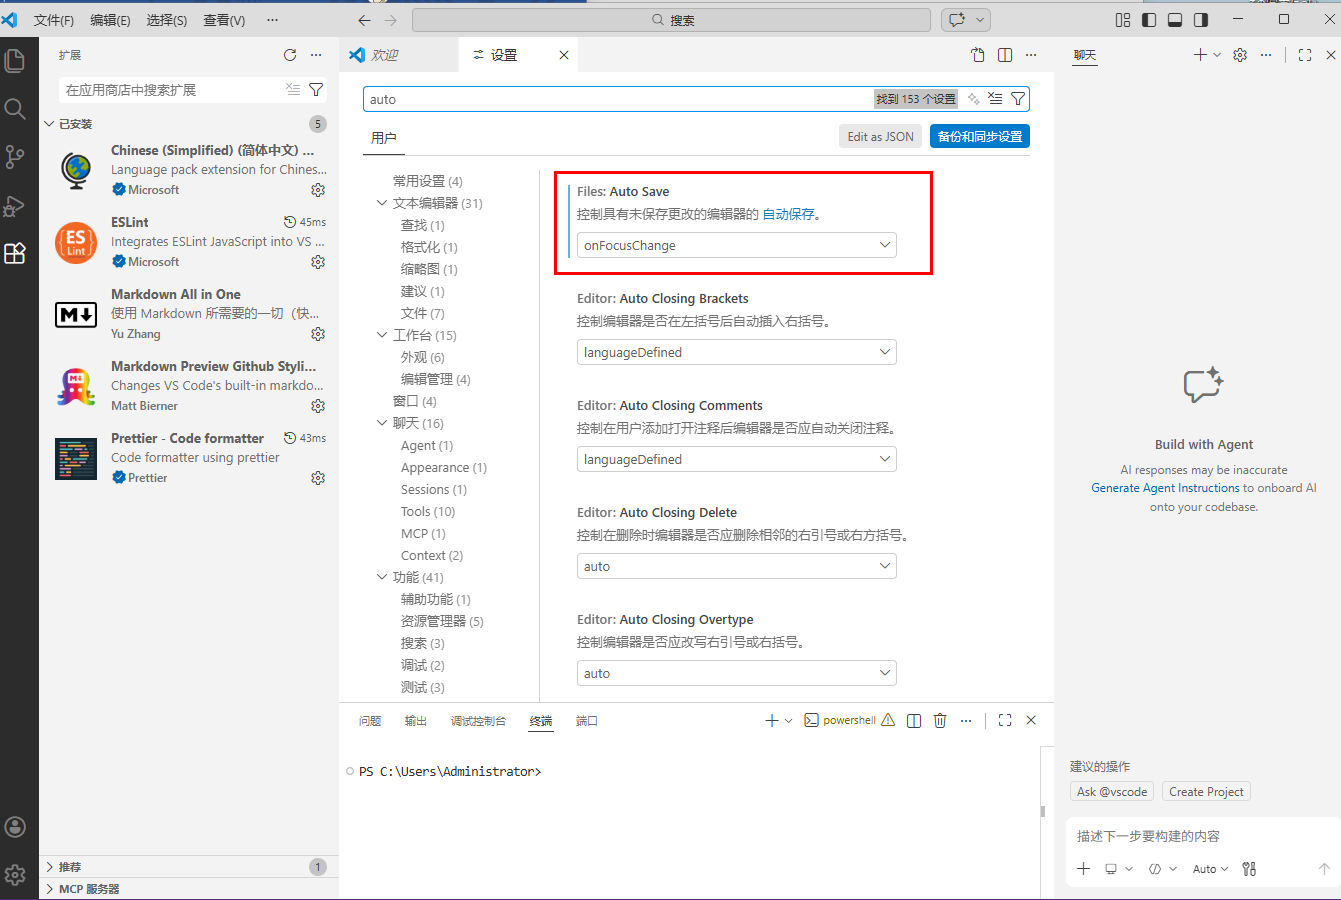 文件(F) 编辑(E) 选择(S) 查看(V) ··· 搜索
扩展
在应用商店中搜索扩展
已安装 5
Chinese (Simplified) (简体中文) ...
Language pack extension for Chines...
Microsoft
ESLint 45ms
ES
Lint
Integrates ESLint JavaScript into VS ...
Microsoft
Markdown All in One
使用 Markdown 所需要的一切（快...
Yu Zhang
Markdown Preview Github Styli...
Changes VS Code's built-in markdo...
Matt Bierner
Prettier - Code formatter 43ms
Code formatter using prettier
Prettier
推荐 1
MCP 服务器
欢迎 设置
auto 找到 153 个设置
用户 Edit as JSON 备份和同步设置
常用设置 (4)
文本编辑器 (31)
查找 (1)
格式化 (1)
缩略图 (1)
建议 (1)
文件 (7)
工作台 (15)
外观 (6)
编辑管理 (4)
窗口 (4)
聊天 (16)
Agent (1)
Appearance (1)
Sessions (1)
Tools (10)
MCP (1)
Context (2)
功能 (41)
辅助功能 (1)
资源管理器 (5)
搜索 (3)
调试 (2)
测试 (3)
Files: Auto Save
控制具有未保存更改的编辑器的 自动保存。
onFocusChange
Editor: Auto Closing Brackets
控制编辑器是否在左括号后自动插入右括号。
languageDefined
Editor: Auto Closing Comments
控制在用户添加打开注释后编辑器是否应自动关闭注释。
languageDefined
Editor: Auto Closing Delete
控制在删除时编辑器是否应删除相邻的右引号或右方括号。
auto
Editor: Auto Closing Overtype
控制编辑器是否应改写右引号或右括号。
auto
问题 输出 调试控制台 终端 端口 powershell
PS C:\Users\Administrator>
聊天
Build with Agent
AI responses may be inaccurate
Generate Agent Instructions to onboard AI
onto your codebase.
建议的操作
Ask @vscode Create Project
描述下一步要构建的内容
Auto